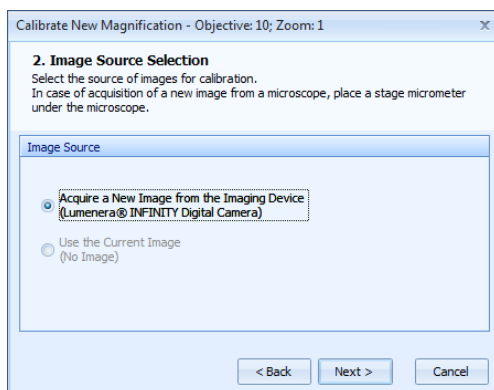 Calibrate New Magnification - Objective: 10; Zoom: 1 X
2. Image Source Selection
Select the source of images for calibration.
In case of acquisition of a new image from a microscope, place a stage micrometer
under the microscope.
Image Source
Acquire a New Image from the Imaging Device
(Lumenera® INFINITY Digital Camera)
Use the Current Image
(No Image)
< Back Next > Cancel